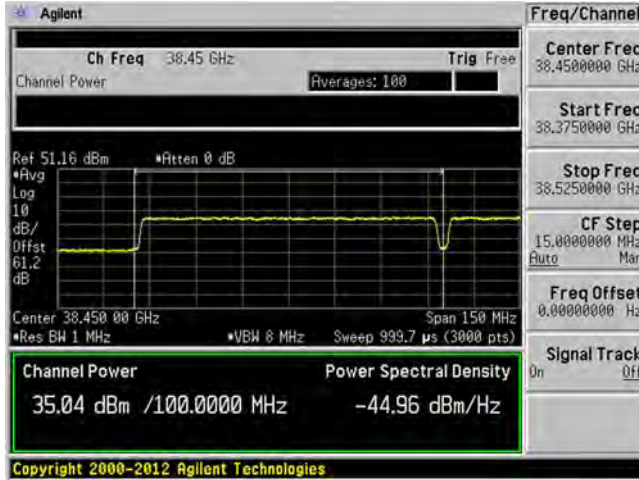 Agilent
Freq/Channel
Ch Freq 38.45 GHz Trig Free
Channel Power Averages: 100
Center Freq
38.4500000 GHz
Start Freq
38.3750000 GHz
Stop Freq
38.5250000 GHz
CF Step
15.0000000 MHz
Auto Man
Freq Offset
0.00000000 Hz
Signal Track
On Off
Ref 51.16 dBm *Atten 0 dB
*Avg
Log
10
dB/
Offst
61.2
dB
Center 38.450 00 GHz Span 150 MHz
*Res BW 1 MHz *VBW 8 MHz Sweep 999.7 µs (3000 pts)
Channel Power Power Spectral Density
35.04 dBm /100.0000 MHz -44.96 dBm/Hz
Copyright 2000-2012 Agilent Technologies